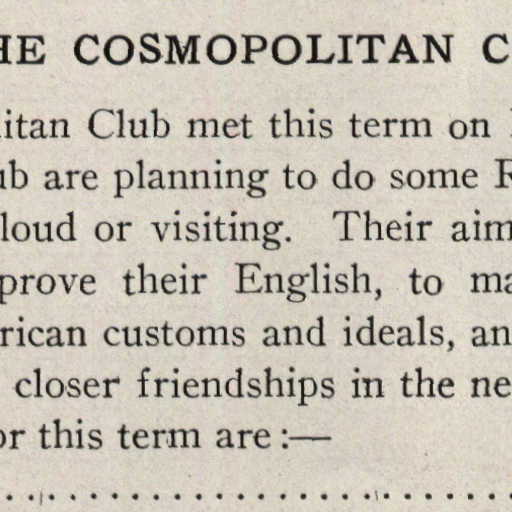 HE COSMOPOLITAN C
litan Club met this term on
ub are planning to do some R
loud or visiting. Their aim
prove their English, to ma
rican customs and ideals, an
closer friendships in the ne
or this term are:—